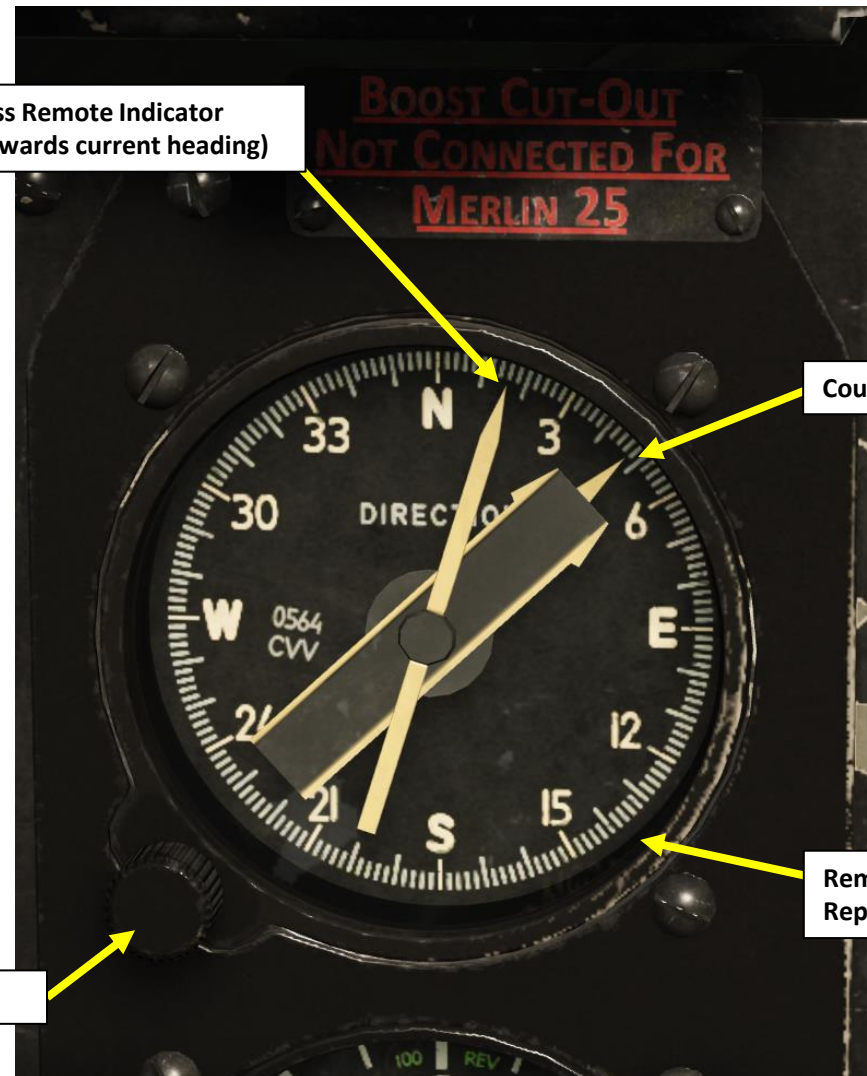 ss Remote Indicator
wards current heading)
BOOST CUT-OUT
NOT CONNECTED FOR
MERLIN 25
Cou
N
33
3
30
DIRECTIO
6
W
0564
CVV
E
24
12
21
S
15
Rem
Rep
100 REV